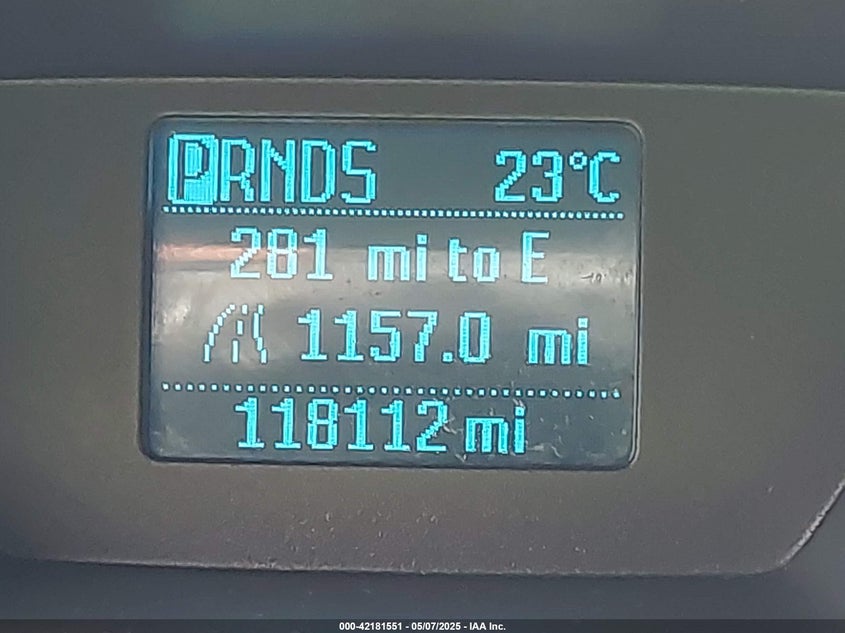 PRNDS 23°C
281 mi to E
1157.0 mi
118112 mi
000-42181551 - 05/07/2025 - IAA Inc.